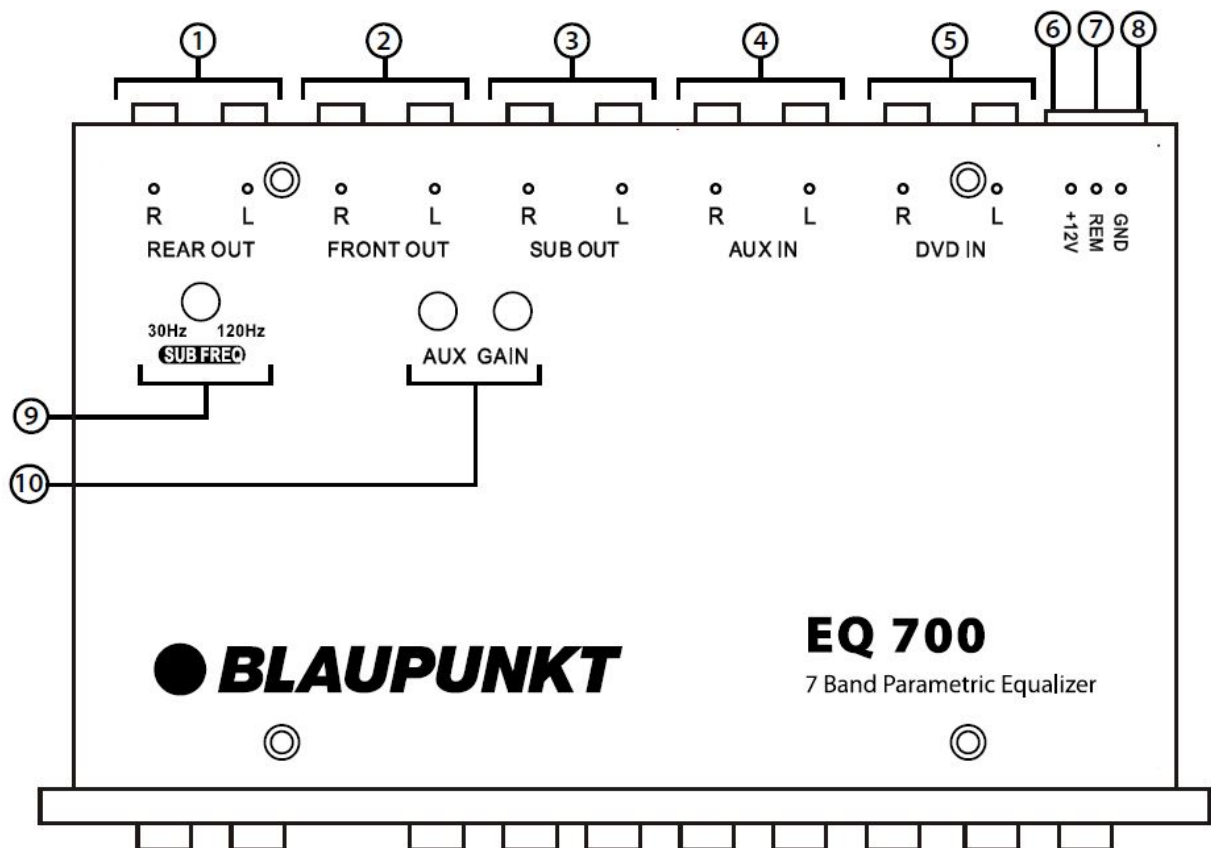 1 2 3 4 5 6 7 8
R L R L R L R L R L
REAR OUT FRONT OUT SUB OUT AUX IN DVD IN
+12V REM GND
30Hz 120Hz
SUB FREQ
AUX GAIN
9
10
BLAUPUNKT
EQ 700
7 Band Parametric Equalizer